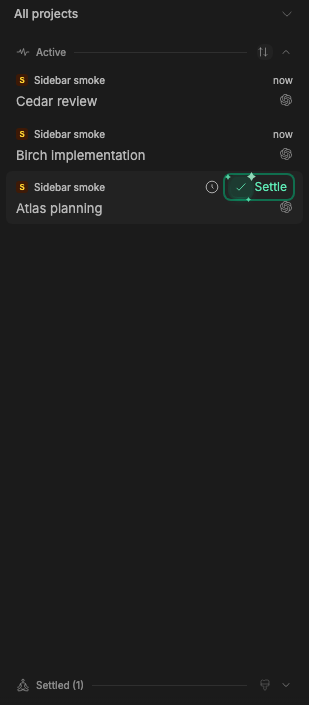 All projects
Active
S Sidebar smoke now
Cedar review
S Sidebar smoke now
Birch implementation
S Sidebar smoke Settle
Atlas planning
Settled (1)